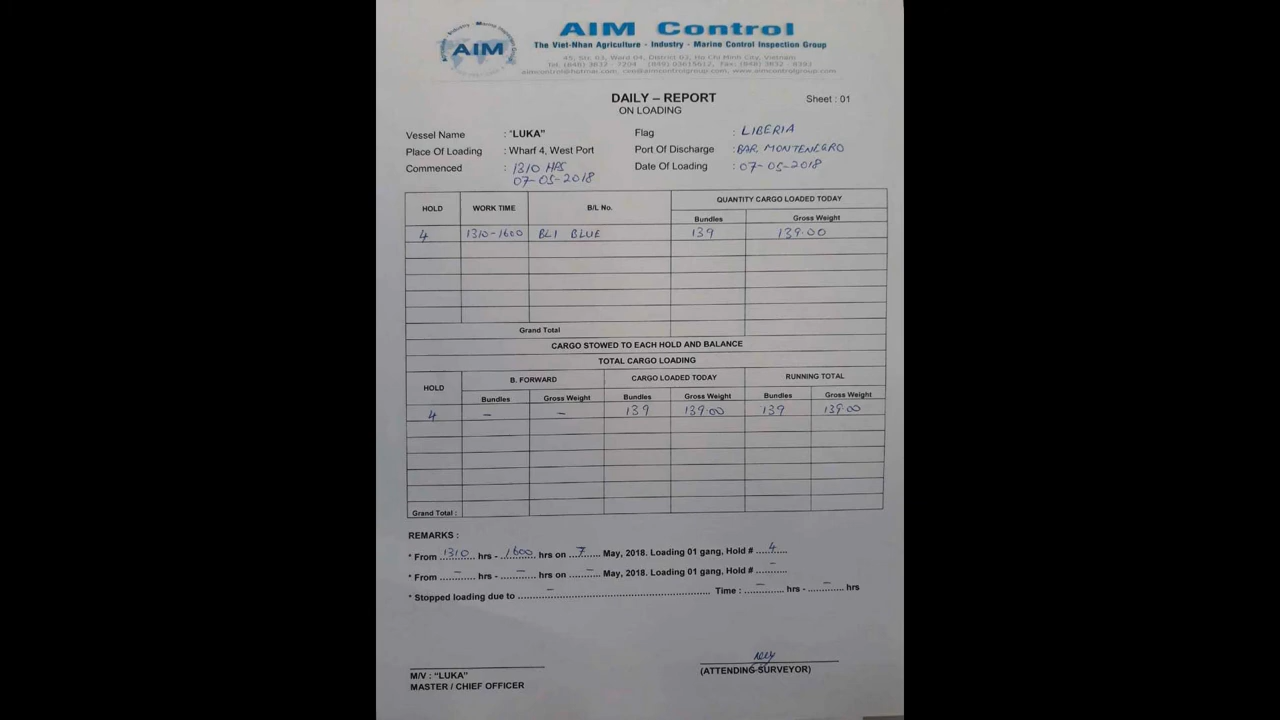 AIM
AIM Control
The Viet-Nhan Agriculture - Industry - Marine Control Inspection Group
DAILY – REPORT
ON LOADING
Sheet : 01
Vessel Name : "LUKA" Flag : LIBERIA
Place Of Loading : Wharf 4, West Port Port Of Discharge : BAR, MONTENEGRO
Commenced : 1310 HRS Date Of Loading : 07-05-2018
07-05-2018
HOLD WORK TIME B/L No. QUANTITY CARGO LOADED TODAY
Bundles Gross Weight
4 1310-1600 BL1 BLUE 139 139.00
Grand Total
CARGO STOWED TO EACH HOLD AND BALANCE
TOTAL CARGO LOADING
HOLD B. FORWARD CARGO LOADED TODAY RUNNING TOTAL
Bundles Gross Weight Bundles Gross Weight Bundles Gross Weight
4 – – 139 139.00 139 139.00
Grand Total :
REMARKS :
* From 1310 hrs - 1600 hrs on 7 May, 2018. Loading 01 gang, Hold # 4
* From – hrs - – hrs on – May, 2018. Loading 01 gang, Hold # –
* Stopped loading due to – Time : – hrs - – hrs
M/V : "LUKA"
MASTER / CHIEF OFFICER
(ATTENDING SURVEYOR)